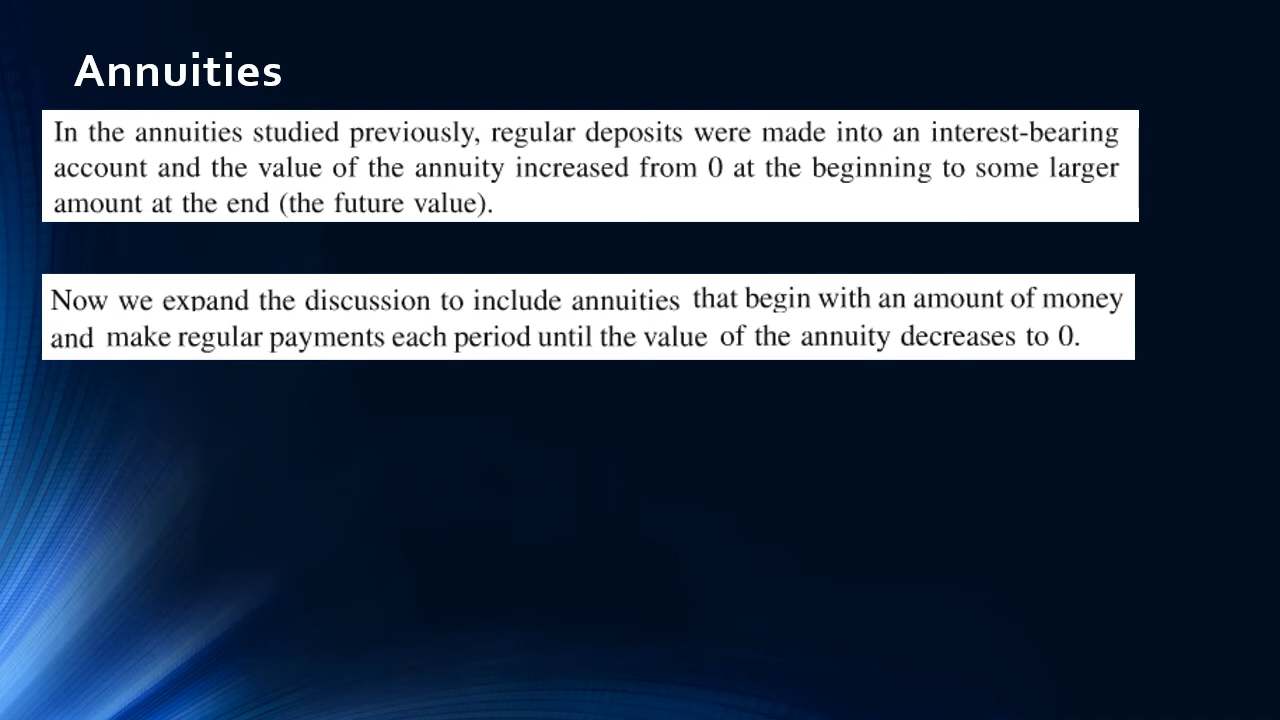 Annuities
In the annuities studied previously, regular deposits were made into an interest-bearing
account and the value of the annuity increased from 0 at the beginning to some larger
amount at the end (the future value).
Now we expand the discussion to include annuities that begin with an amount of money
and make regular payments each period until the value of the annuity decreases to 0.